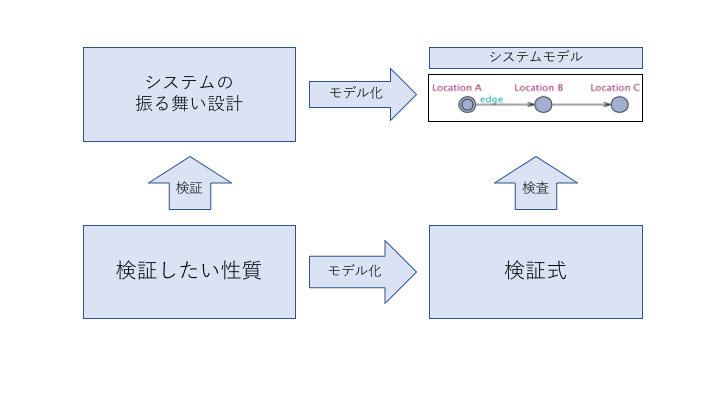 システムの
振る舞い設計
モデル化
システムモデル
Location A
Location B
Location C
edge
検証
検査
検証したい性質
モデル化
検証式